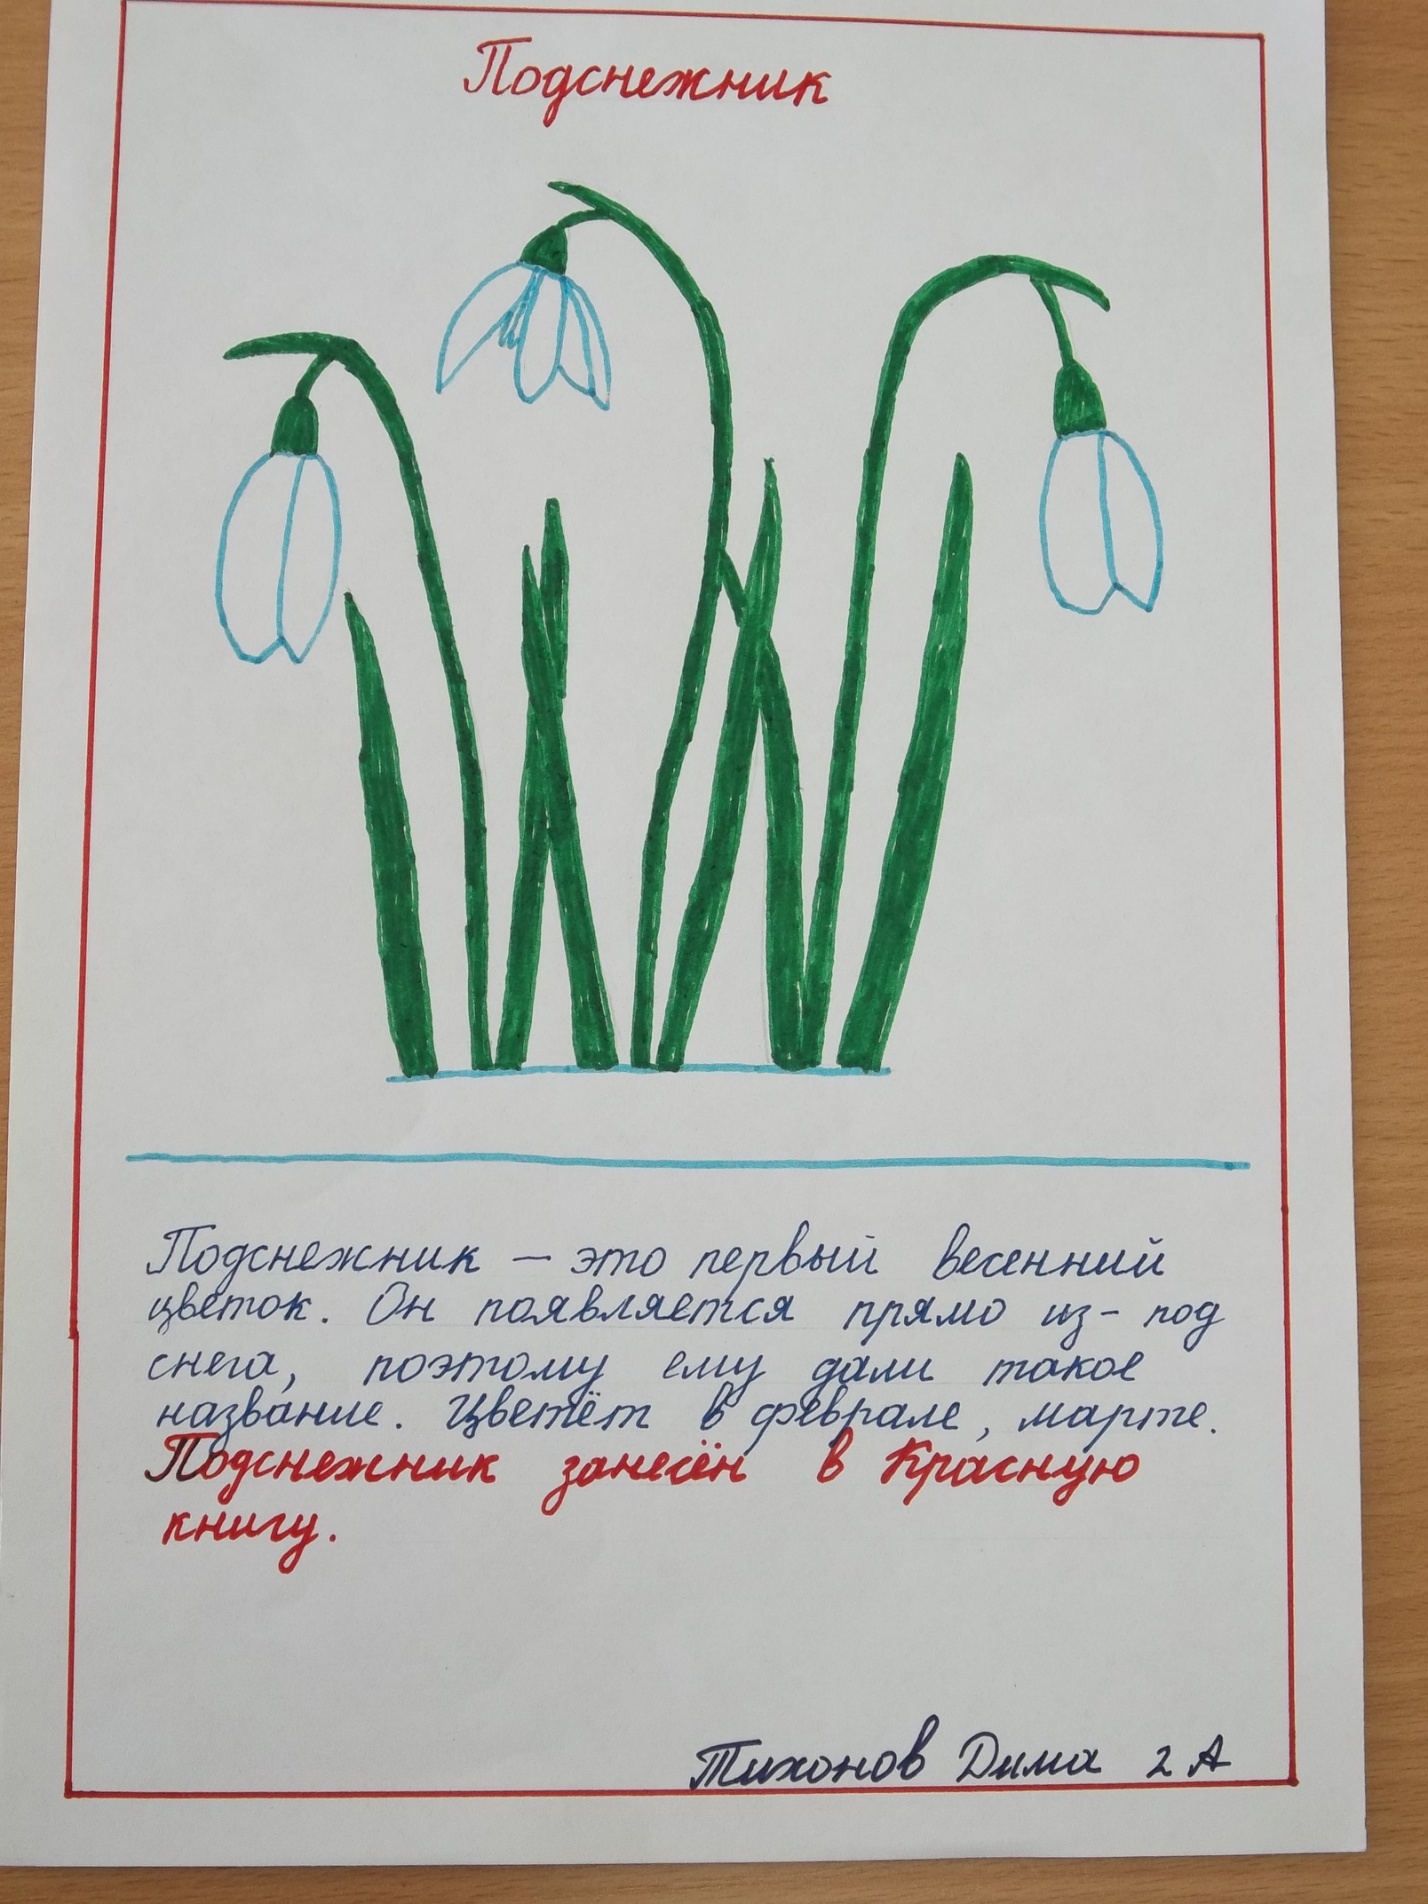 Подснежник
Подснежник – это первый весенний
цветок. Он появляется прямо из-под
снега, поэтому ему дали такое
название. Цветёт в феврале, марте.
Подснежник занесён в Красную
книгу.
Тихонов Дима 2 А